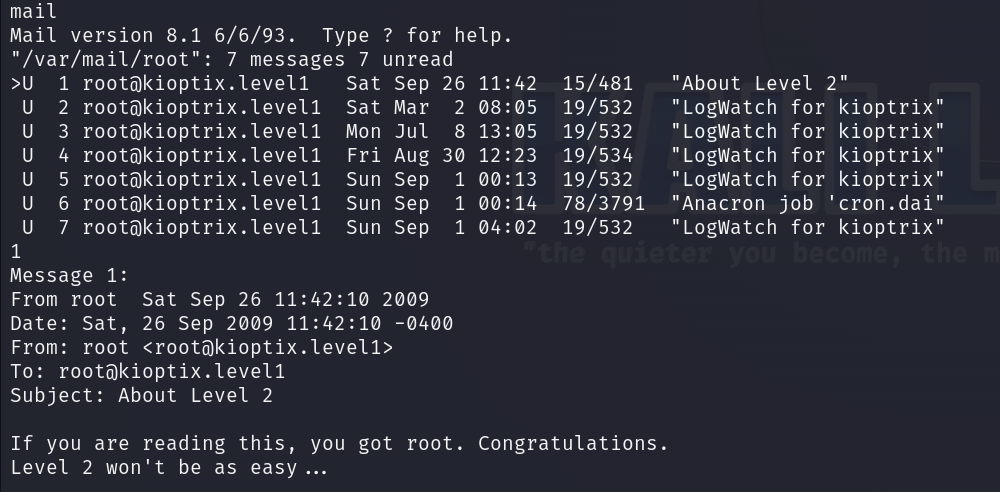 mail
Mail version 8.1 6/6/93.  Type ? for help.
"/var/mail/root": 7 messages 7 unread
>U  1 root@kioptix.level1   Sat Sep 26 11:42  15/481   "About Level 2"
 U  2 root@kioptrix.level1  Sat Mar  2 08:05  19/532   "LogWatch for kioptrix"
 U  3 root@kioptrix.level1  Mon Jul  8 13:05  19/532   "LogWatch for kioptrix"
 U  4 root@kioptrix.level1  Fri Aug 30 12:23  19/534   "LogWatch for kioptrix"
 U  5 root@kioptrix.level1  Sun Sep  1 00:13  19/532   "LogWatch for kioptrix"
 U  6 root@kioptrix.level1  Sun Sep  1 00:14  78/3791  "Anacron job 'cron.dai"
 U  7 root@kioptrix.level1  Sun Sep  1 04:02  19/532   "LogWatch for kioptrix"
1
"the quieter you become, the m
Message 1:
From root  Sat Sep 26 11:42:10 2009
Date: Sat, 26 Sep 2009 11:42:10 -0400
From: root <root@kioptix.level1>
To: root@kioptix.level1
Subject: About Level 2

If you are reading this, you got root. Congratulations.
Level 2 won't be as easy...